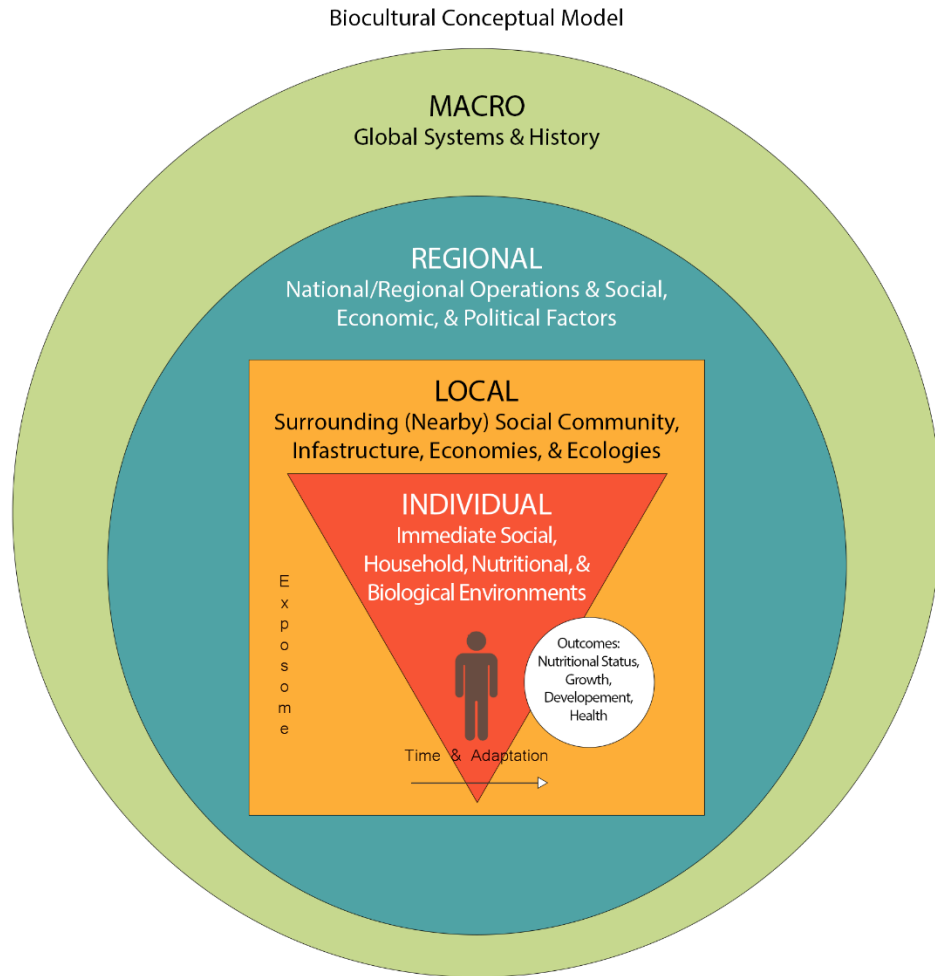 Biocultural Conceptual Model
MACRO
Global Systems & History
REGIONAL
National/Regional Operations & Social,
Economic, & Political Factors
LOCAL
Surrounding (Nearby) Social Community,
Infastructure, Economies, & Ecologies
INDIVIDUAL
Immediate Social,
Household, Nutritional, &
Biological Environments
Exposome
Outcomes:
Nutritional Status,
Growth,
Developement,
Health
Time & Adaptation